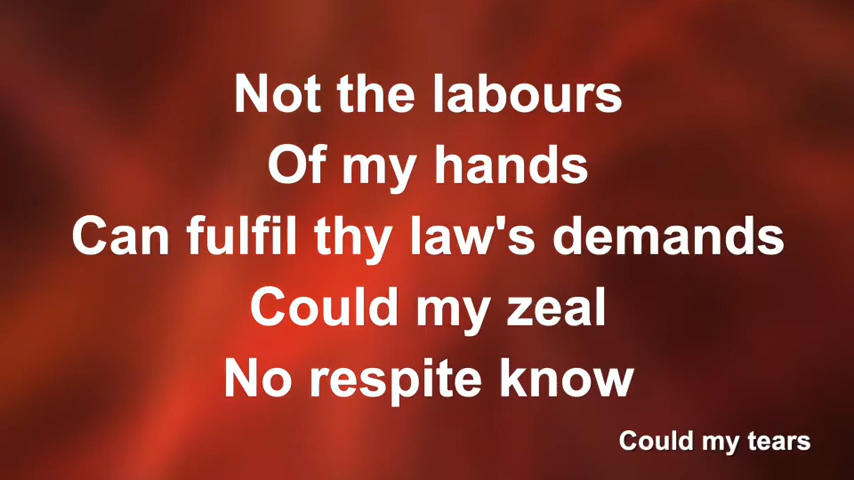 Not the labours
Of my hands
Can fulfil thy law's demands
Could my zeal
No respite know
Could my tears